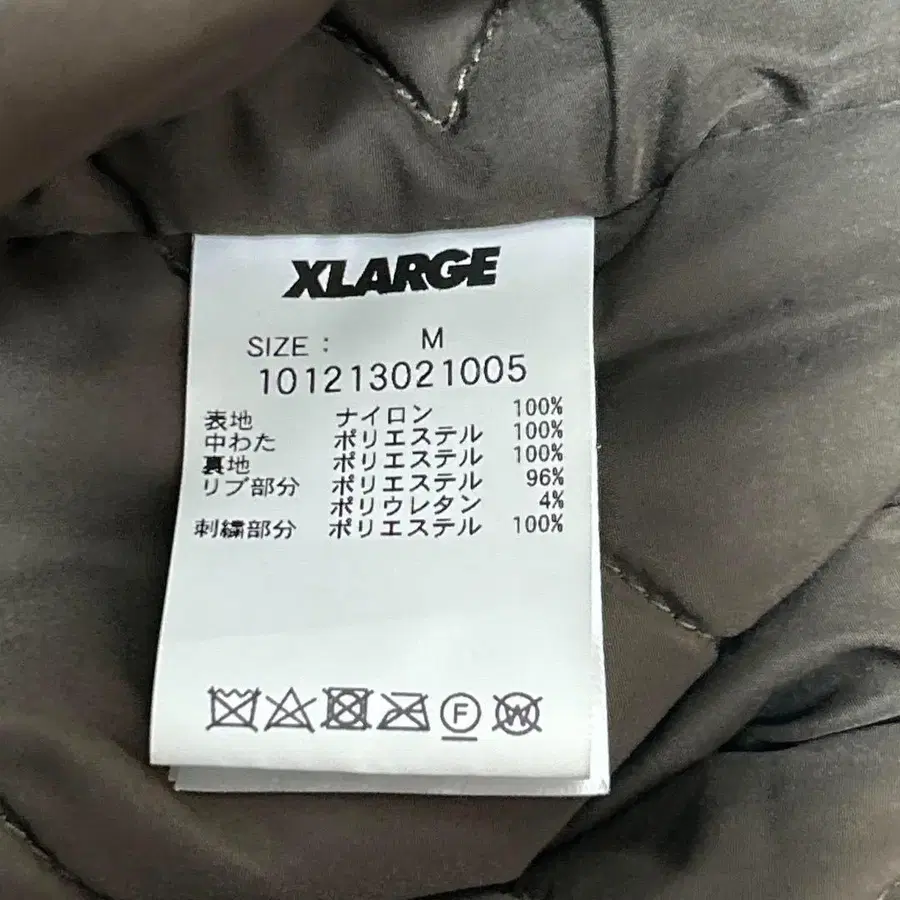 XLARGE
SIZE : M
101213021005
表地 ナイロン 100%
中わた ポリエステル 100%
裏地 ポリエステル 100%
リブ部分 ポリエステル 96%
ポリウレタン 4%
刺繍部分 ポリエステル 100%
F W